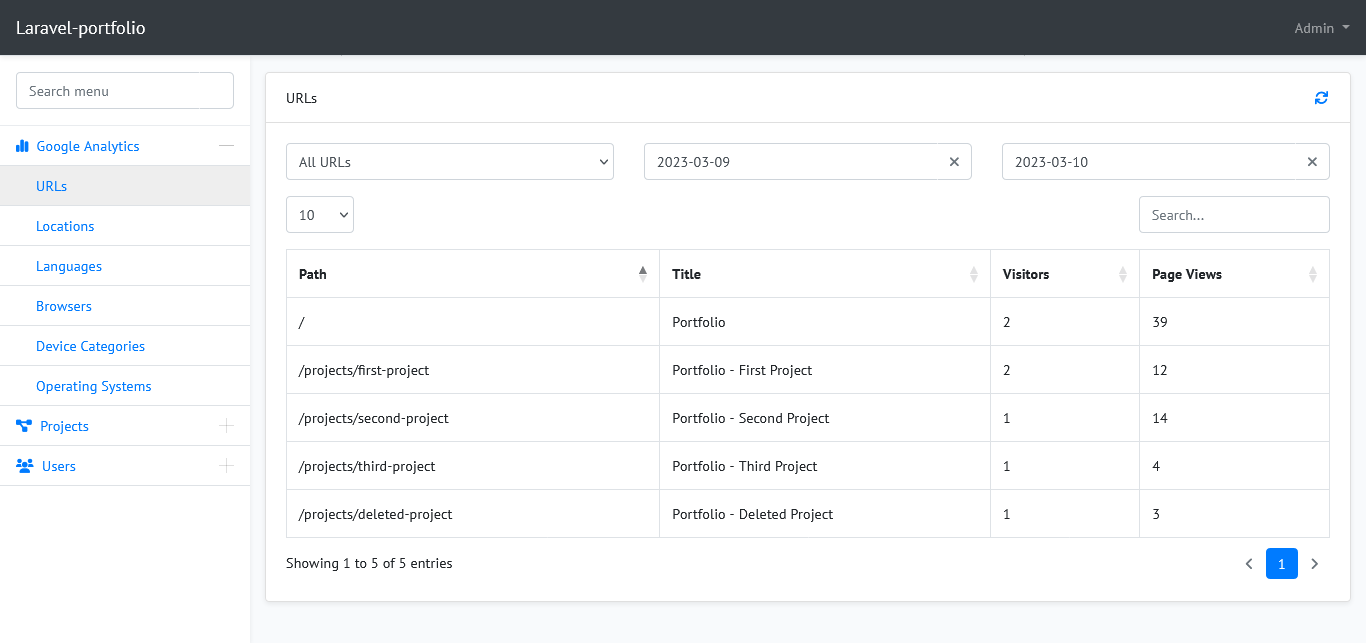 Laravel-portfolio
Admin
Search menu
Google Analytics
URLs
Locations
Languages
Browsers
Device Categories
Operating Systems
Projects
Users
URLs
All URLs 2023-03-09 2023-03-10
10 Search...
Path Title Visitors Page Views
/ Portfolio 2 39
/projects/first-project Portfolio - First Project 2 12
/projects/second-project Portfolio - Second Project 1 14
/projects/third-project Portfolio - Third Project 1 4
/projects/deleted-project Portfolio - Deleted Project 1 3
Showing 1 to 5 of 5 entries 1